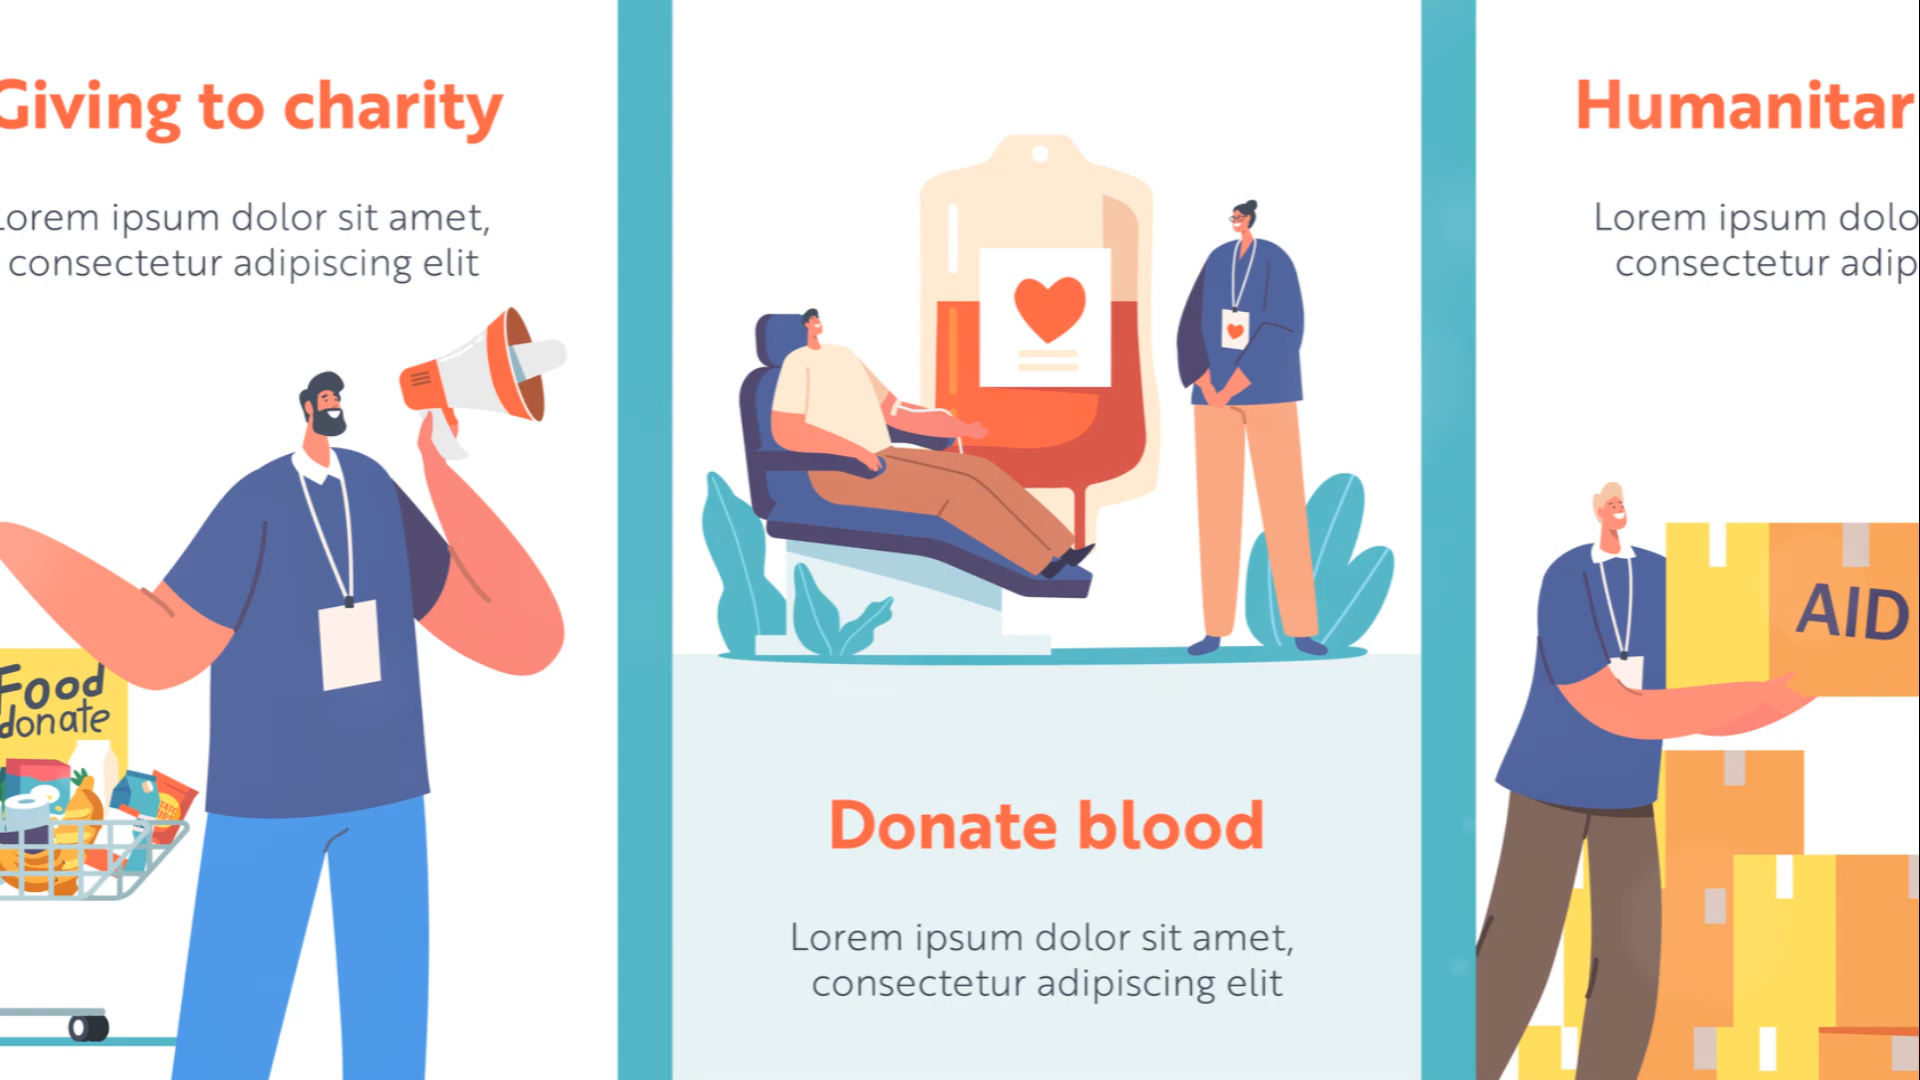 Giving to charity
Lorem ipsum dolor sit amet,
consectetur adipiscing elit
Food
donate
Donate blood
Lorem ipsum dolor sit amet,
consectetur adipiscing elit
Humanitar
Lorem ipsum dolo
consectetur adip
AID